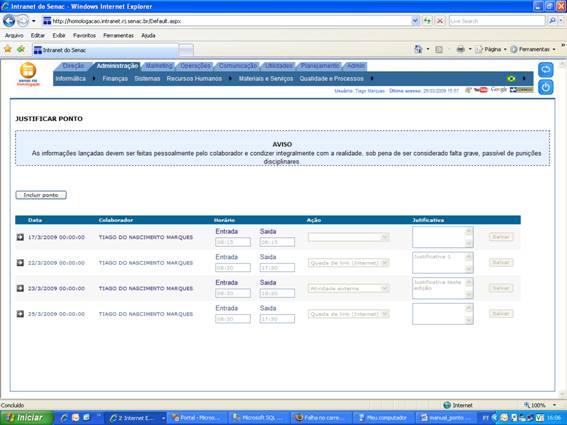 Intranet do Senac - Windows Internet Explorer
http://homologacao.intranet.rs.senac.br/Default.aspx
Live Search
Arquivo Editar Exibir Favoritos Ferramentas Ajuda
Intranet do Senac
Página Ferramentas
Direção Administração Marketing Operações Comunicação Utilidades Planejamento Admin
Informática Finanças Sistemas Recursos Humanos Materiais e Serviços Qualidade e Processos
senac rs
Homologação
Usuário: Tiago Marques - Último acesso: 25/03/2009 15:57
YouTube Google CORREIOS
JUSTIFICAR PONTO
AVISO
As informações lançadas devem ser feitas pessoalmente pelo colaborador e condizer integralmente com a realidade, sob pena de ser considerado falta grave, passível de punições
disciplinares.
Incluir ponto
Data Colaborador Horário Ação Jutificativa
Entrada Saida
17/3/2009 00:00:00 TIAGO DO NASCIMENTO MARQUES 08:15 08:15 Salvar
Entrada Saida
22/3/2009 00:00:00 TIAGO DO NASCIMENTO MARQUES 08:30 17:30 Queda de link (Internet) Justificativa 1 Salvar
Entrada Saida
23/3/2009 00:00:00 TIAGO DO NASCIMENTO MARQUES 08:30 18:30 Atividade externa Justificativa teste
edição Salvar
Entrada Saida
25/3/2009 00:00:00 TIAGO DO NASCIMENTO MARQUES 08:30 17:30 Queda de link (Internet) Salvar
Concluído Internet 100%
Iniciar 2 Internet E... Portal - Micros... Microsoft SQL ... Falha no carre... Meu computador manual_ponto ... PT 16:06